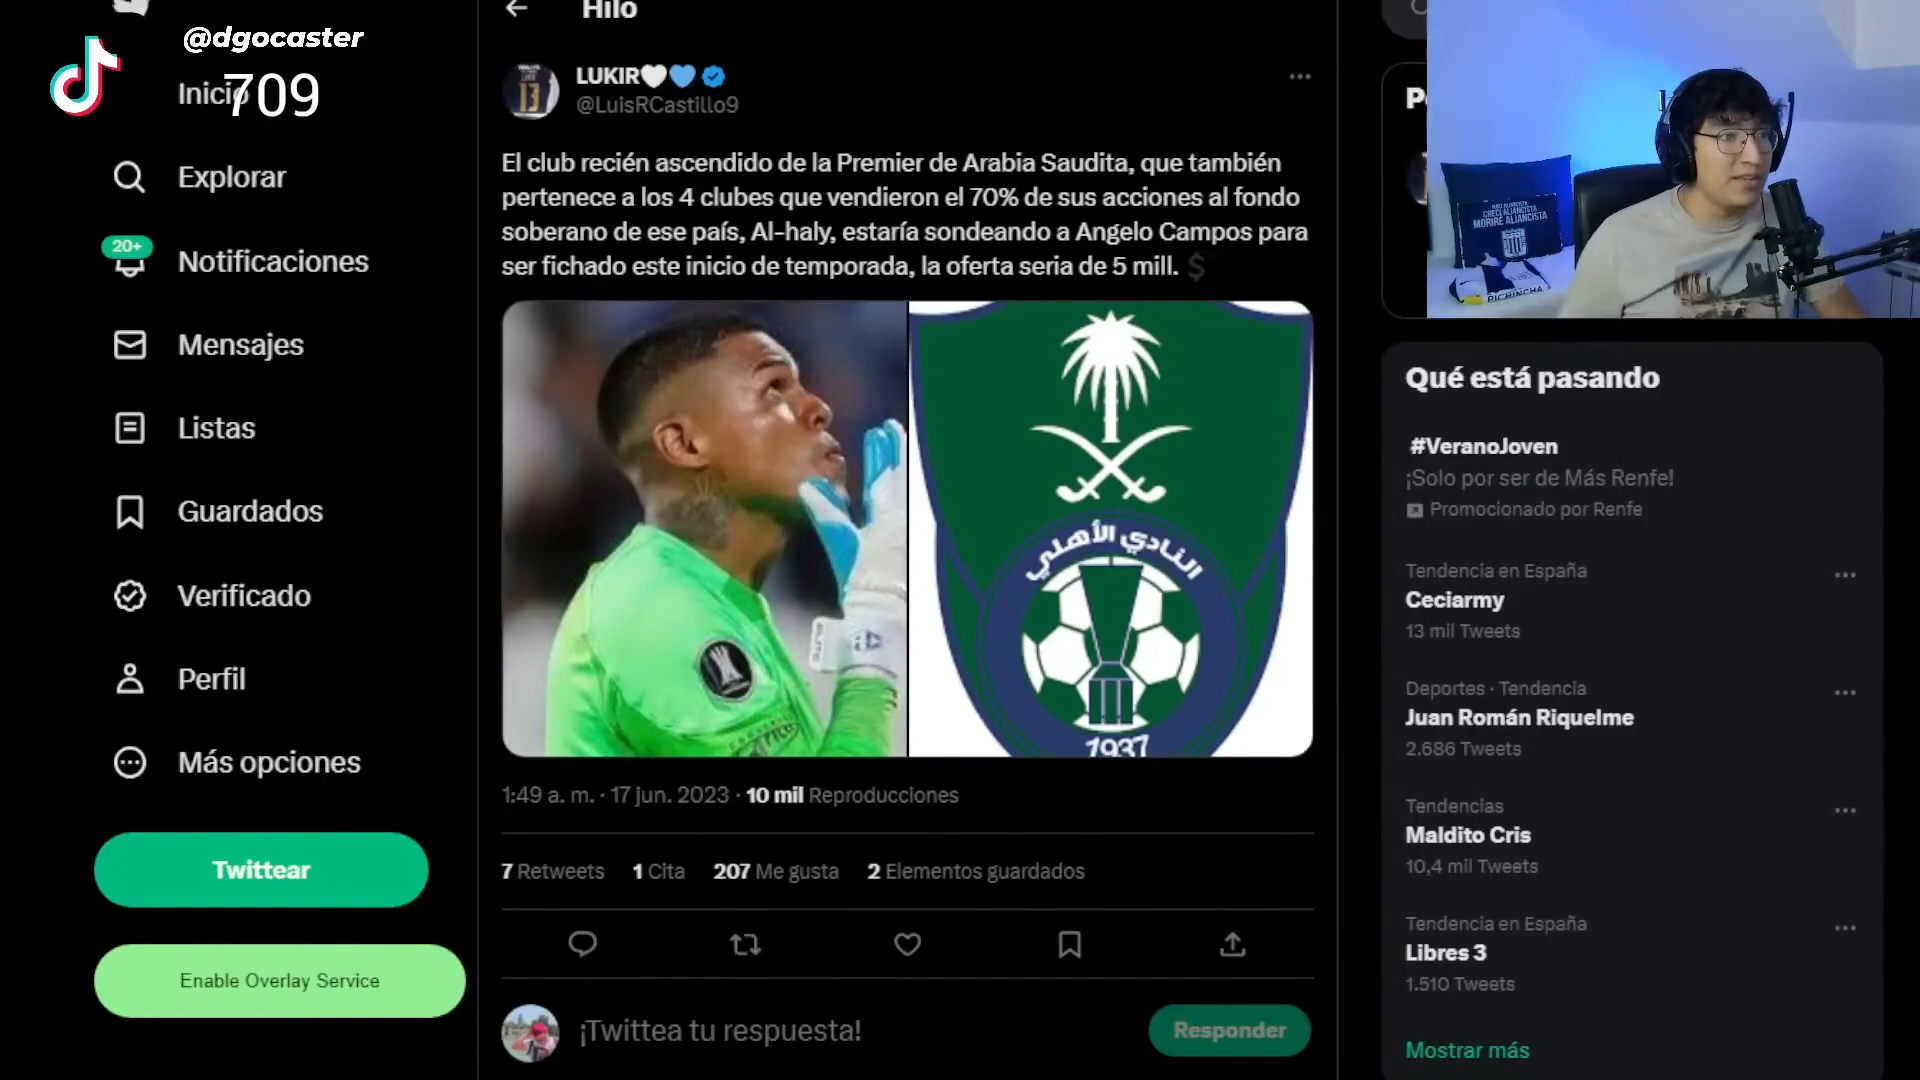 @dgocaster
709
Inicio
Explorar
20+
Notificaciones
Mensajes
Listas
Guardados
Verificado
Perfil
Más opciones
Twittear
Enable Overlay Service
Hilo
LUKIR🤍🩵
@LuisRCastillo9
El club recién ascendido de la Premier de Arabia Saudita, que también
pertenece a los 4 clubes que vendieron el 70% de sus acciones al fondo
soberano de ese país, Al-haly, estaría sondeando a Angelo Campos para
ser fichado este inicio de temporada, la oferta seria de 5 mill. 💲
النادي الأهلي
1937
1:49 a. m. · 17 jun. 2023 · 10 mil Reproducciones
7 Retweets 1 Cita 207 Me gusta 2 Elementos guardados
¡Twittea tu respuesta!
Responder
CRECÍ ALIANCISTA
MORIRÉ ALIANCISTA
PICHINCHA
Qué está pasando
#VeranoJoven
¡Solo por ser de Más Renfe!
Promocionado por Renfe
Tendencia en España
Ceciarmy
13 mil Tweets
Deportes · Tendencia
Juan Román Riquelme
2.686 Tweets
Tendencias
Maldito Cris
10,4 mil Tweets
Tendencia en España
Libres 3
1.510 Tweets
Mostrar más